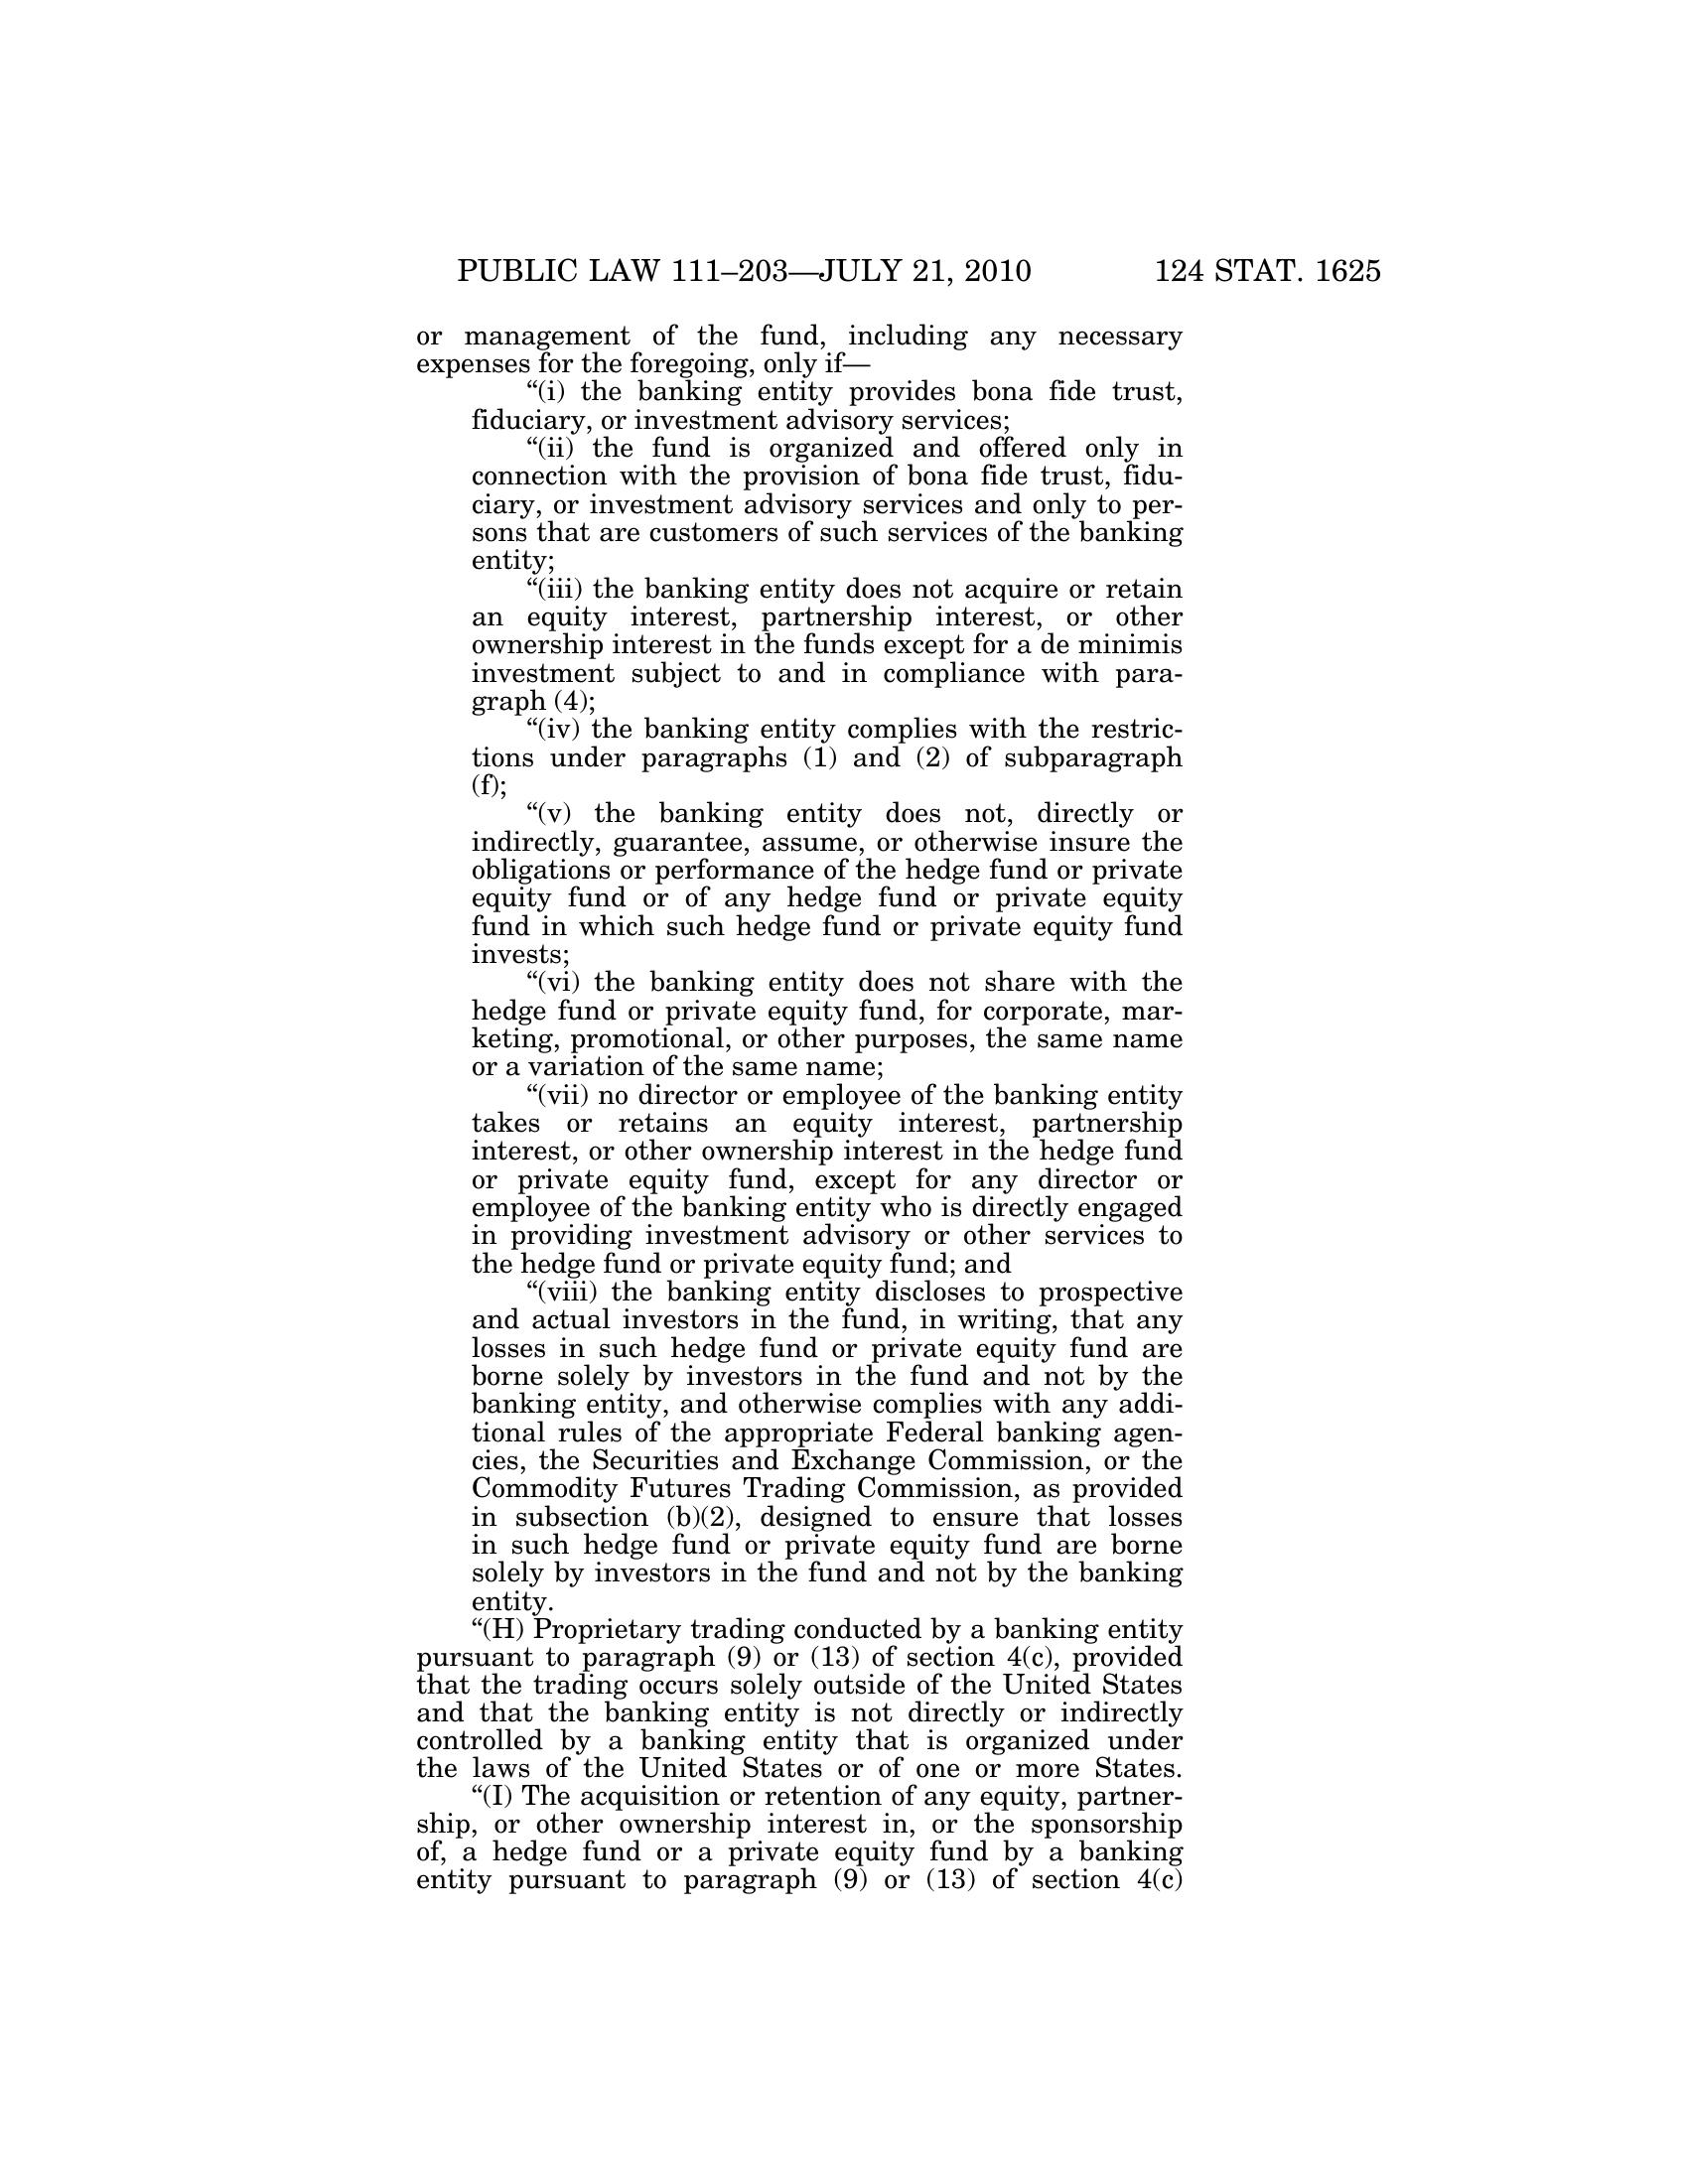 PUBLIC LAW 111–203—JULY 21, 2010 124 STAT. 1625
or management of the fund, including any necessary
expenses for the foregoing, only if—
“(i) the banking entity provides bona fide trust,
fiduciary, or investment advisory services;
“(ii) the fund is organized and offered only in
connection with the provision of bona fide trust, fidu-
ciary, or investment advisory services and only to per-
sons that are customers of such services of the banking
entity;
“(iii) the banking entity does not acquire or retain
an equity interest, partnership interest, or other
ownership interest in the funds except for a de minimis
investment subject to and in compliance with para-
graph (4);
“(iv) the banking entity complies with the restric-
tions under paragraphs (1) and (2) of subparagraph
(f);
“(v) the banking entity does not, directly or
indirectly, guarantee, assume, or otherwise insure the
obligations or performance of the hedge fund or private
equity fund or of any hedge fund or private equity
fund in which such hedge fund or private equity fund
invests;
“(vi) the banking entity does not share with the
hedge fund or private equity fund, for corporate, mar-
keting, promotional, or other purposes, the same name
or a variation of the same name;
“(vii) no director or employee of the banking entity
takes or retains an equity interest, partnership
interest, or other ownership interest in the hedge fund
or private equity fund, except for any director or
employee of the banking entity who is directly engaged
in providing investment advisory or other services to
the hedge fund or private equity fund; and
“(viii) the banking entity discloses to prospective
and actual investors in the fund, in writing, that any
losses in such hedge fund or private equity fund are
borne solely by investors in the fund and not by the
banking entity, and otherwise complies with any addi-
tional rules of the appropriate Federal banking agen-
cies, the Securities and Exchange Commission, or the
Commodity Futures Trading Commission, as provided
in subsection (b)(2), designed to ensure that losses
in such hedge fund or private equity fund are borne
solely by investors in the fund and not by the banking
entity.
“(H) Proprietary trading conducted by a banking entity
pursuant to paragraph (9) or (13) of section 4(c), provided
that the trading occurs solely outside of the United States
and that the banking entity is not directly or indirectly
controlled by a banking entity that is organized under
the laws of the United States or of one or more States.
“(I) The acquisition or retention of any equity, partner-
ship, or other ownership interest in, or the sponsorship
of, a hedge fund or a private equity fund by a banking
entity pursuant to paragraph (9) or (13) of section 4(c)